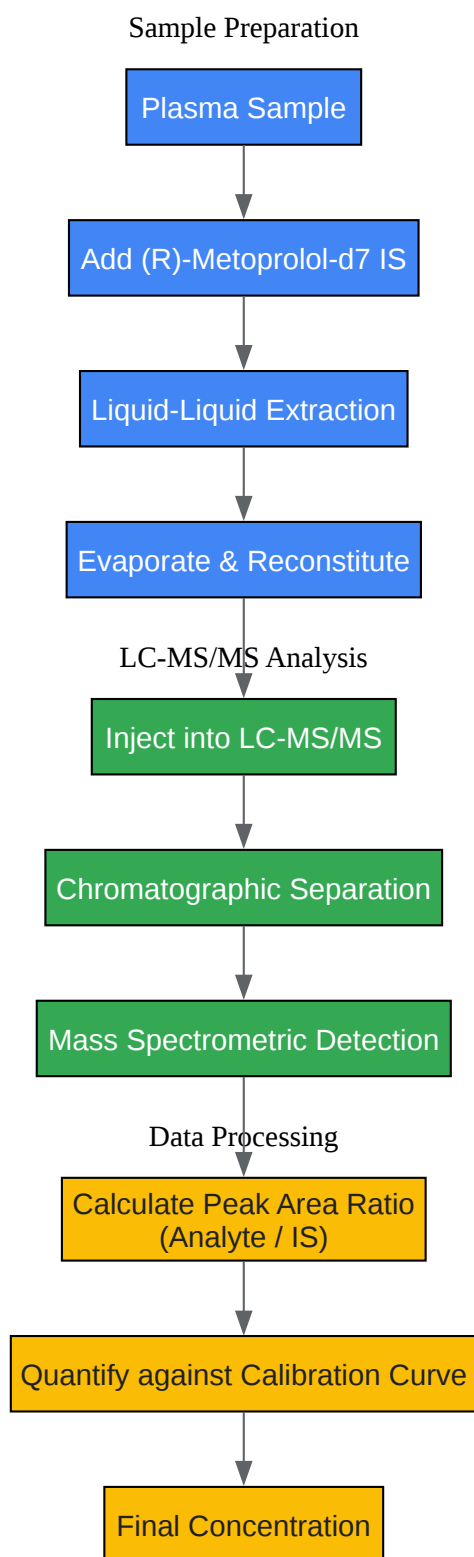 Sample Preparation
Plasma Sample
Add (R)-Metoprolol-d7 IS
Liquid-Liquid Extraction
Evaporate & Reconstitute
LC-MS/MS Analysis
Inject into LC-MS/MS
Chromatographic Separation
Mass Spectrometric Detection
Data Processing
Calculate Peak Area Ratio
(Analyte / IS)
Quantify against Calibration Curve
Final Concentration